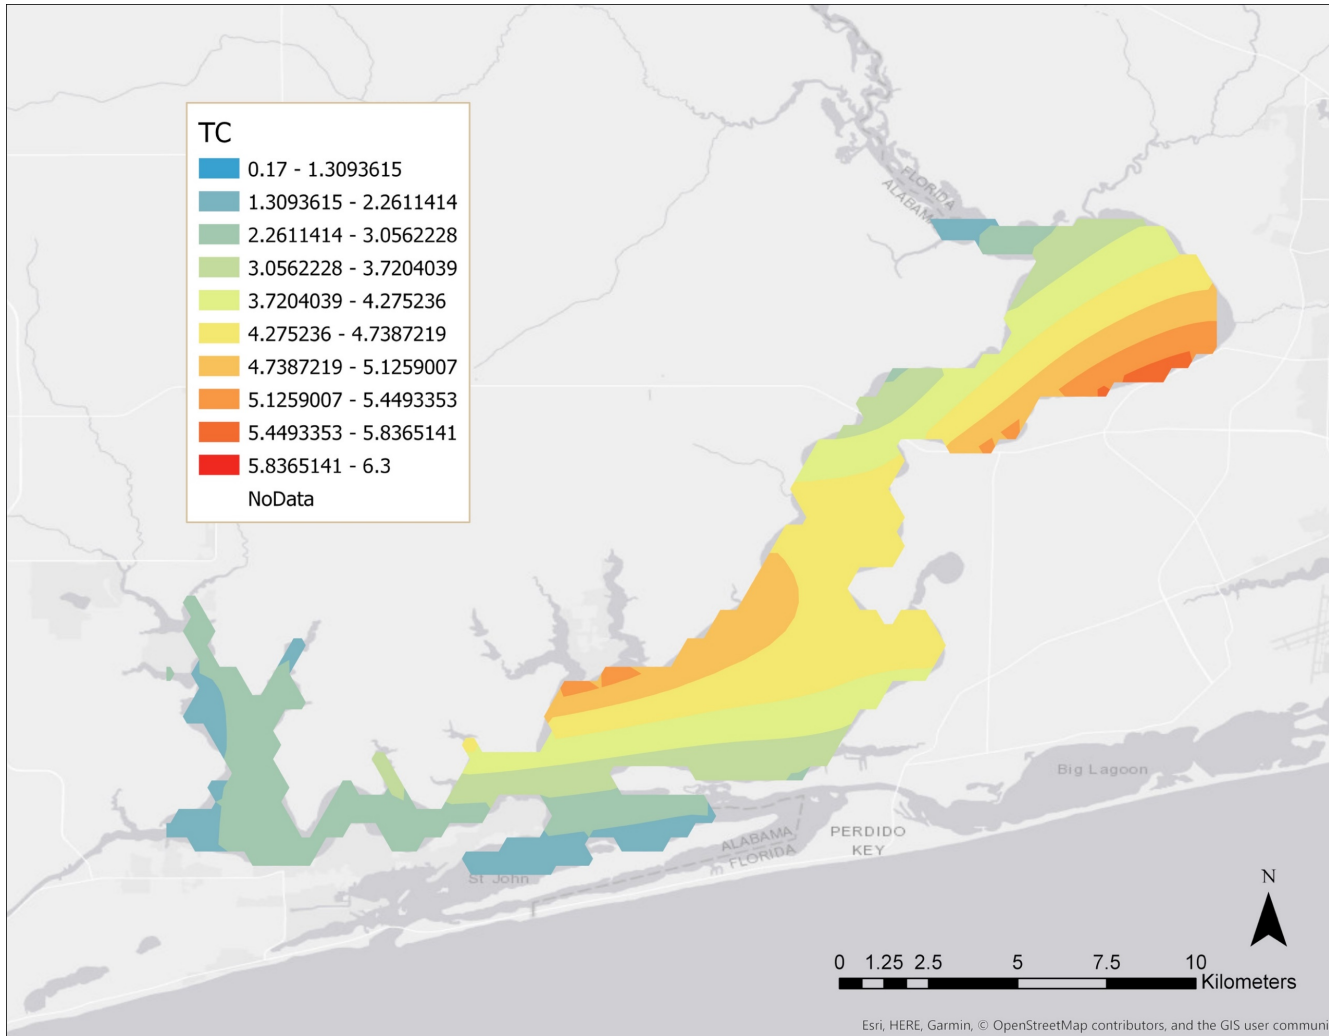 TC
0.17 - 1.3093615
1.3093615 - 2.2611414
2.2611414 - 3.0562228
3.0562228 - 3.7204039
3.7204039 - 4.275236
4.275236 - 4.7387219
4.7387219 - 5.1259007
5.1259007 - 5.4493353
5.4493353 - 5.8365141
5.8365141 - 6.3
NoData
FLORIDA
ALABAM
Big Lagoon
ALABAMA
FLORIDA
PERDIDO
KEY
St John
N
0 1.25 2.5 5 7.5 10
Kilometers
Esri, HERE, Garmin, © OpenStreetMap contributors, and the GIS user communi